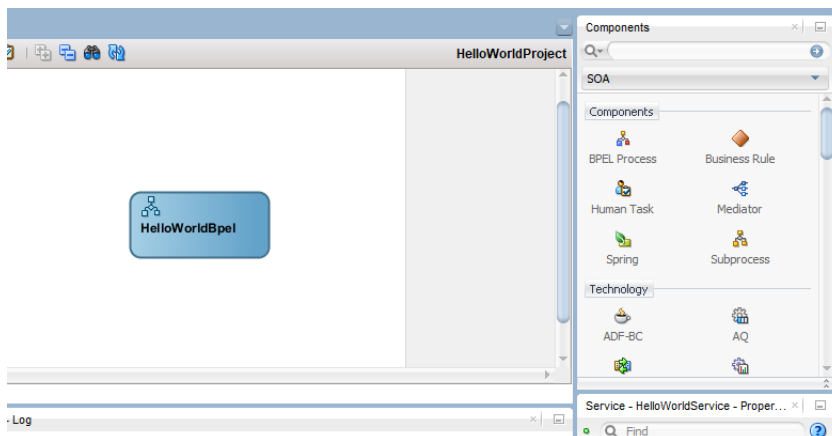 Components
HelloWorldProject
SOA
Components
BPEL Process
Business Rule
HelloWorldBpel
Human Task
Mediator
Spring
Subprocess
Technology
ADF-BC
AQ
- Log
Service - HelloWorldService - Proper...
Find